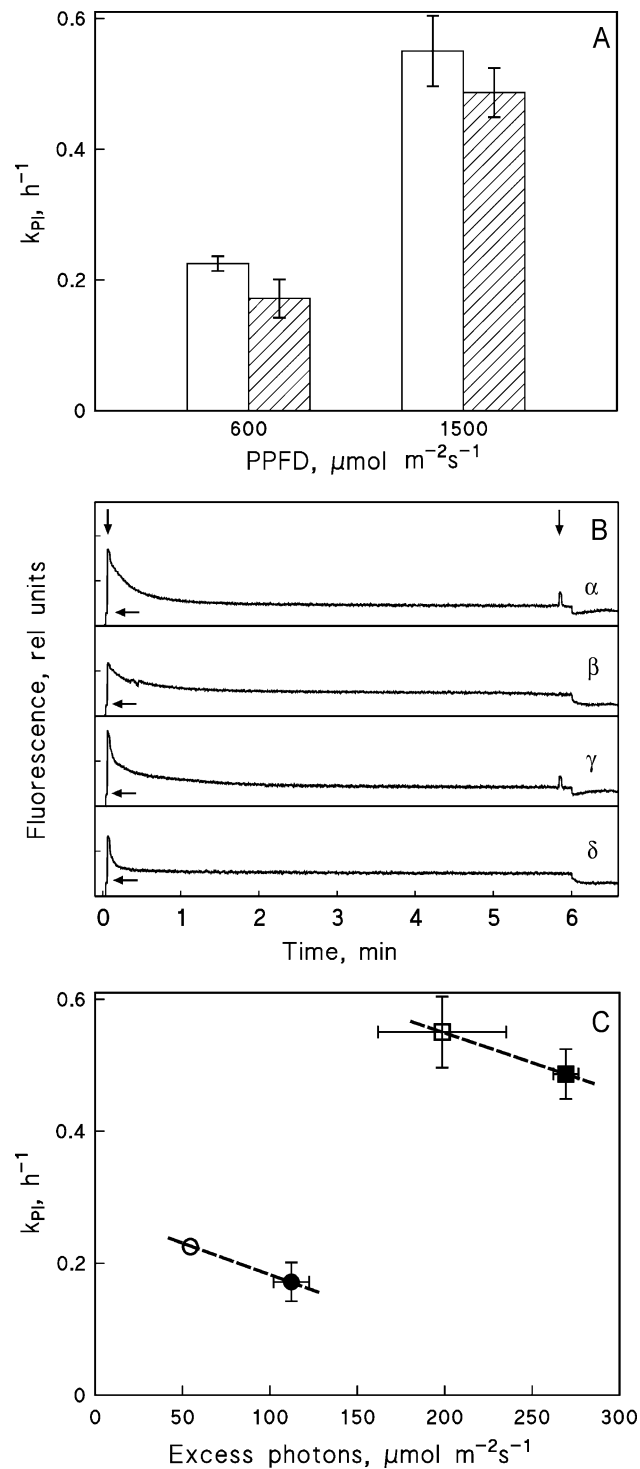 A
0.6
0.4
0.2
0
k_PI, h⁻¹
600
1500
PPFD, μmol m⁻²s⁻¹
B
α
β
γ
δ
Fluorescence, rel units
0 1 2 3 4 5 6
Time, min
C
0.6
0.4
0.2
0
k_PI, h⁻¹
0 50 100 150 200 250 300
Excess photons, μmol m⁻²s⁻¹